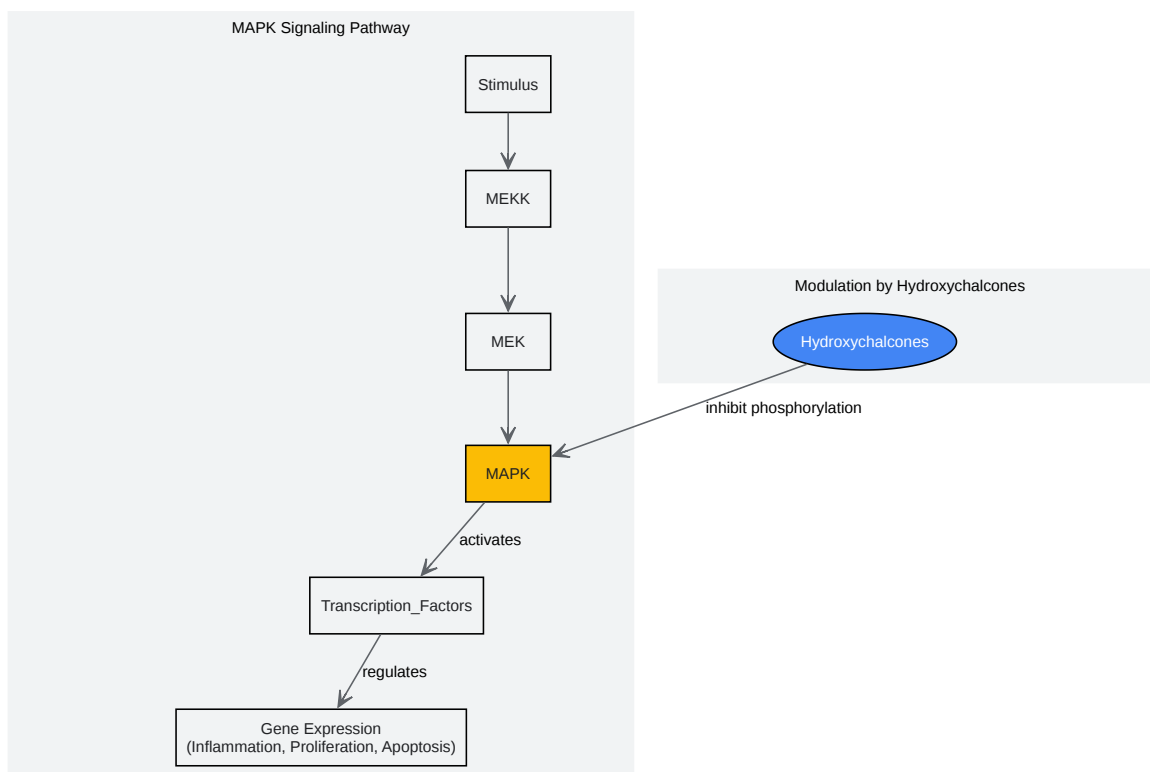 MAPK Signaling Pathway
Stimulus
MEKK
Modulation by Hydroxychalcones
Hydroxychalcones
MEK
inhibit phosphorylation
MAPK
activates
Transcription_Factors
regulates
Gene Expression
(Inflammation, Proliferation, Apoptosis)